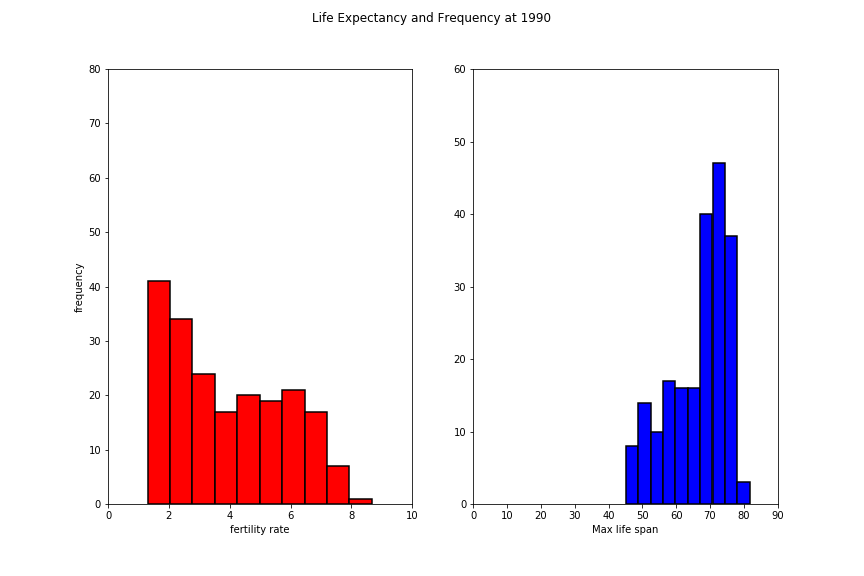 Life Expectancy and Frequency at 1990
80
70
60
50
40
30
20
10
0
frequency
0 2 4 6 8 10
fertility rate
60
50
40
30
20
10
0
0 10 20 30 40 50 60 70 80 90
Max life span